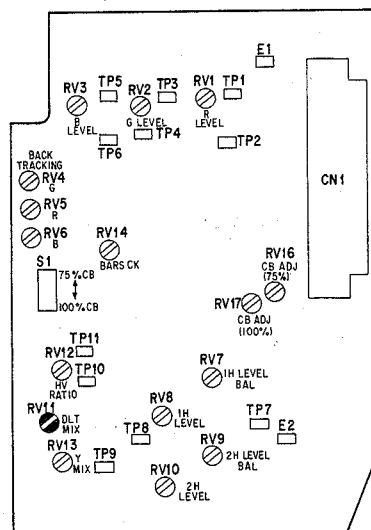 E1
RV3
B
LEVEL
TP5
RV2
G LEVEL
TP3
RV1
R
LEVEL
TP1
TP6
TP4
TP2
BACK
TRACKING
RV4
G
RV5
R
RV6
B
CN1
RV14
BARS CK
S1
75%CB
100%CB
RV16
CB ADJ
(75%)
RV17
CB ADJ
(100%)
TP11
RV12
HV
RATIO
TP10
RV7
1H LEVEL
BAL
RV11
DLT
MIX
RV8
1H
LEVEL
TP7
E2
RV13
Y
MIX
TP9
TP8
RV9
2H LEVEL
BAL
RV10
2H
LEVEL